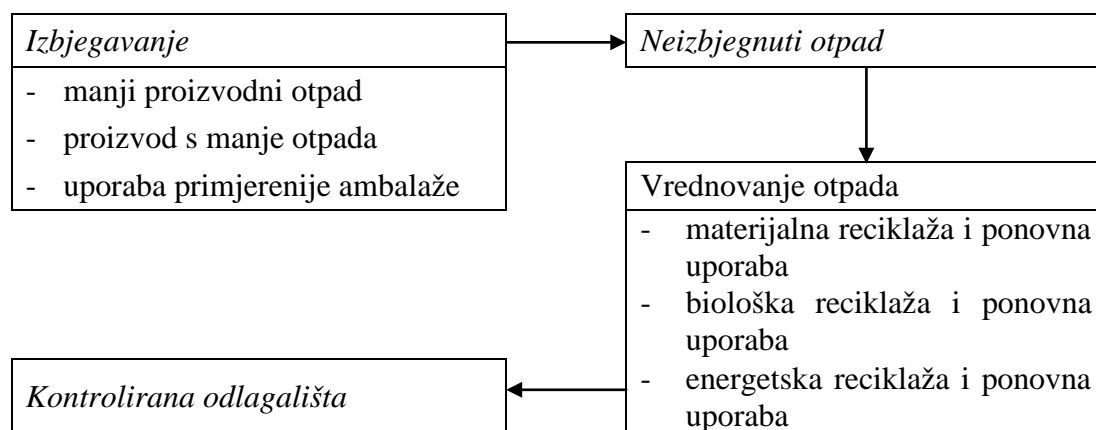 Izbjegavanje
- manji proizvodni otpad
- proizvod s manje otpada
- uporaba primjerenije ambalaže
Neizbjegnuti otpad
Vrednovanje otpada
- materijalna reciklaža i ponovna
uporaba
- biološka reciklaža i ponovna
uporaba
- energetska reciklaža i ponovna
uporaba
Kontrolirana odlagališta